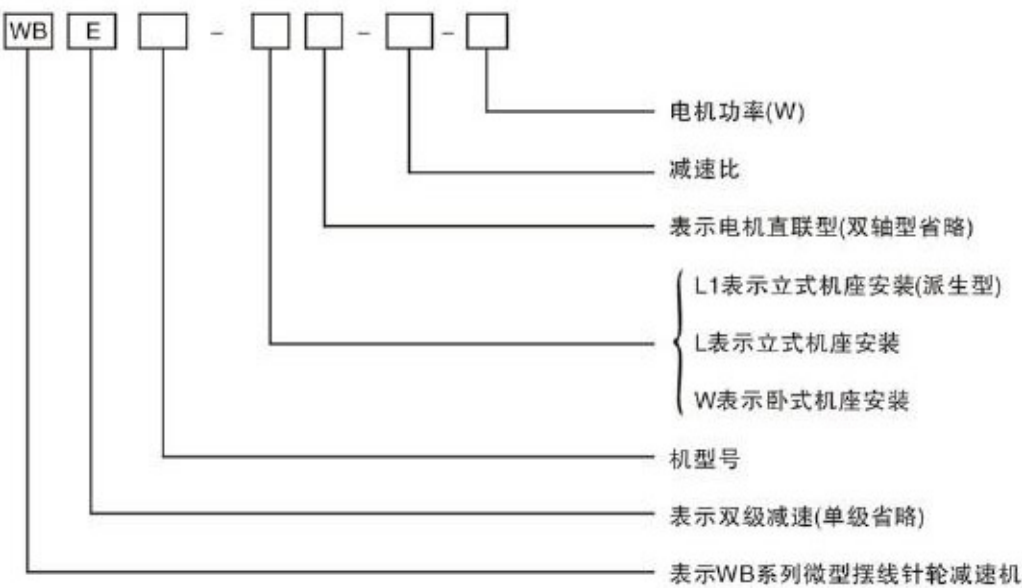 WB E - - -
电机功率(W)
减速比
表示电机直联型(双轴型省略)
L1表示立式机座安装(派生型)
L表示立式机座安装
W表示卧式机座安装
机型号
表示双级减速(单级省略)
表示WB系列微型摆线针轮减速机